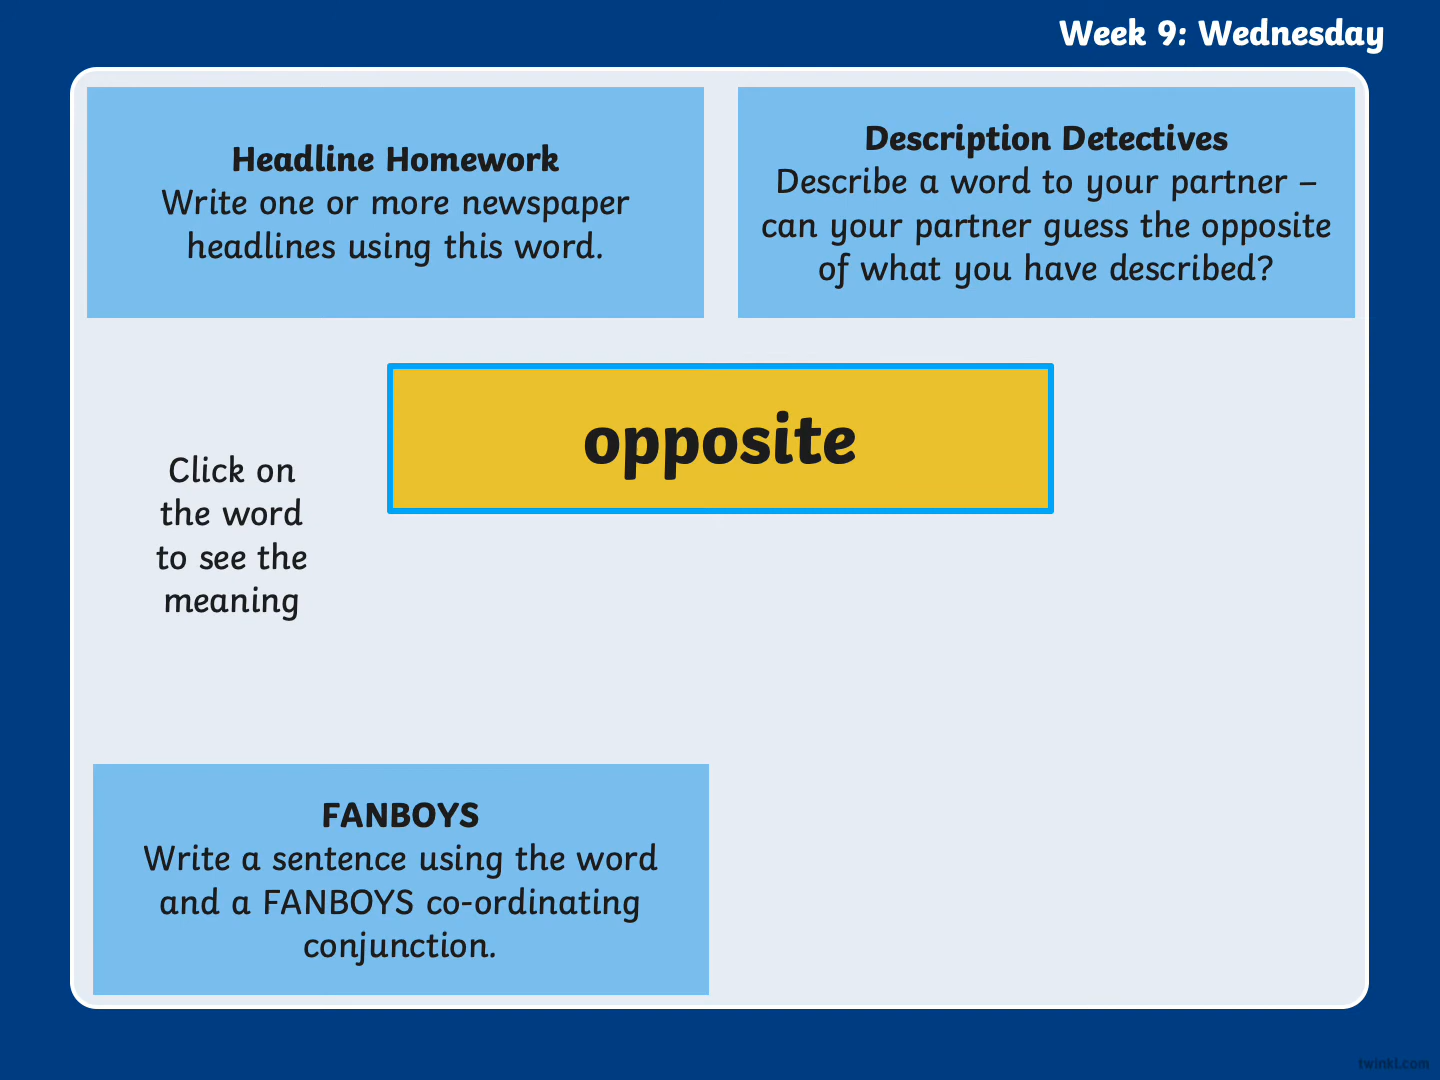 Week 9: Wednesday
Headline Homework
Write one or more newspaper
headlines using this word.
Description Detectives
Describe a word to your partner –
can your partner guess the opposite
of what you have described?
opposite
Click on
the word
to see the
meaning
FANBOYS
Write a sentence using the word
and a FANBOYS co-ordinating
conjunction.
twinkl.com